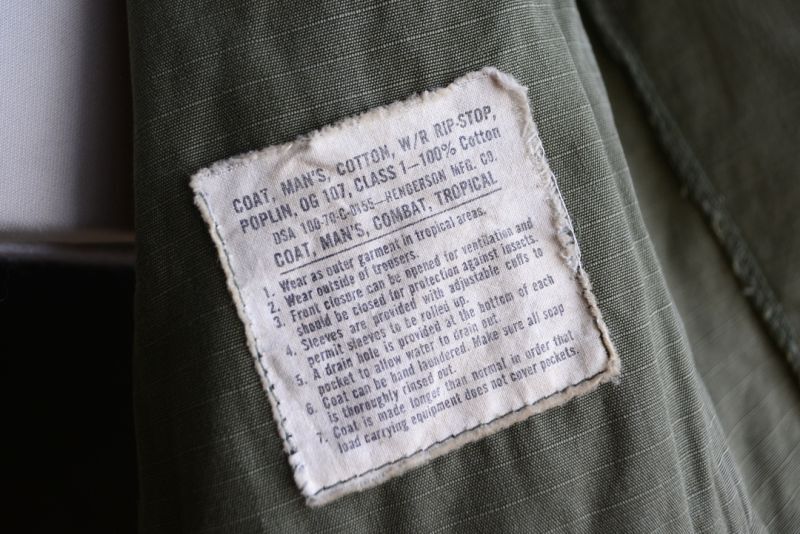 COAT, MAN'S, COTTON, W/R RIP-STOP,
POPLIN, OG 107, CLASS 1—100% Cotton
DSA 100-70-C-0155—HENGERSON MFG. CO.
COAT, MAN'S, COMBAT, TROPICAL
1. Wear as outer garment in tropical areas.
2. Wear outside of trousers.
3. Front closure can be opened for ventilation and
should be closed for protection against insects.
4. Sleeves are provided with adjustable cuffs to
permit sleeves to be rolled up.
5. A drain hole is provided at the bottom of each
pocket to allow water to drain out.
6. Coat can be hand laundered. Make sure all soap
is thoroughly rinsed out.
7. Coat is made longer than normal in order that
load carrying equipment does not cover pockets.